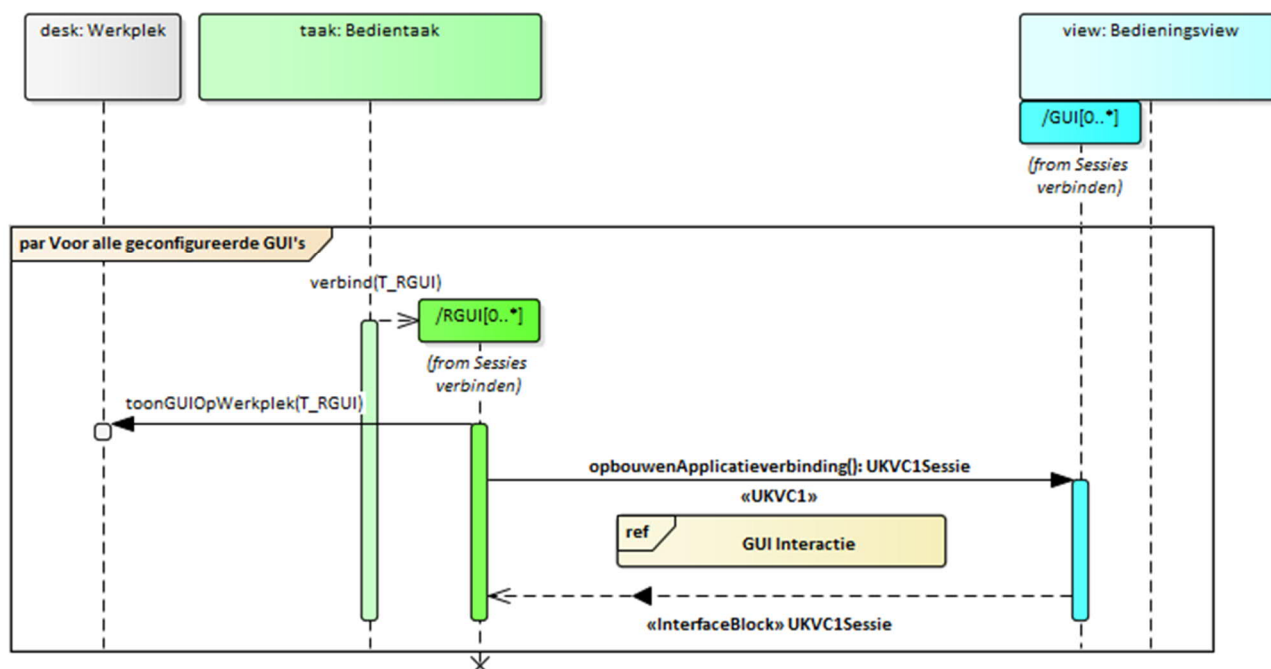 desk: Werkplek
taak: Bedientaak
view: Bedieningsview
/GUI[0..*]
(from Sessies
verbinden)
par Voor alle geconfigureerde GUI's
verbind(T_RGUI)
/RGUI[0..*]
(from Sessies
verbinden)
toonGUIOpWerkplek(T_RGUI)
opbouwenApplicatieverbinding(): UKVC1Sessie
«UKVC1»
ref
GUI Interactie
«InterfaceBlock» UKVC1Sessie